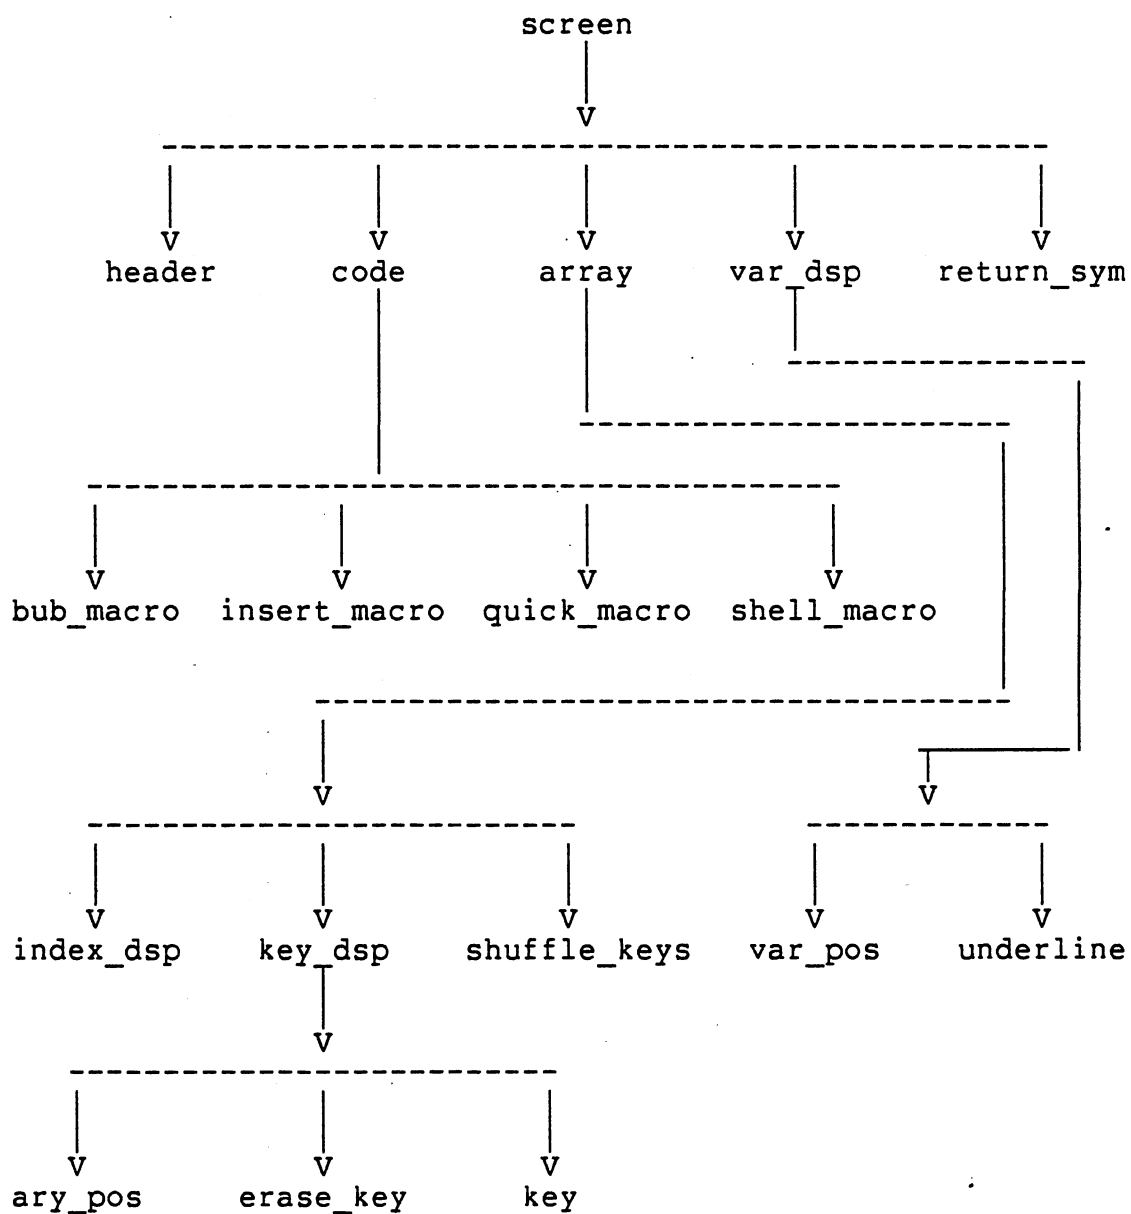 screen
header code array var_dsp return_sym
bub_macro insert_macro quick_macro shell_macro
index_dsp key_dsp shuffle_keys var_pos underline
ary_pos erase_key key